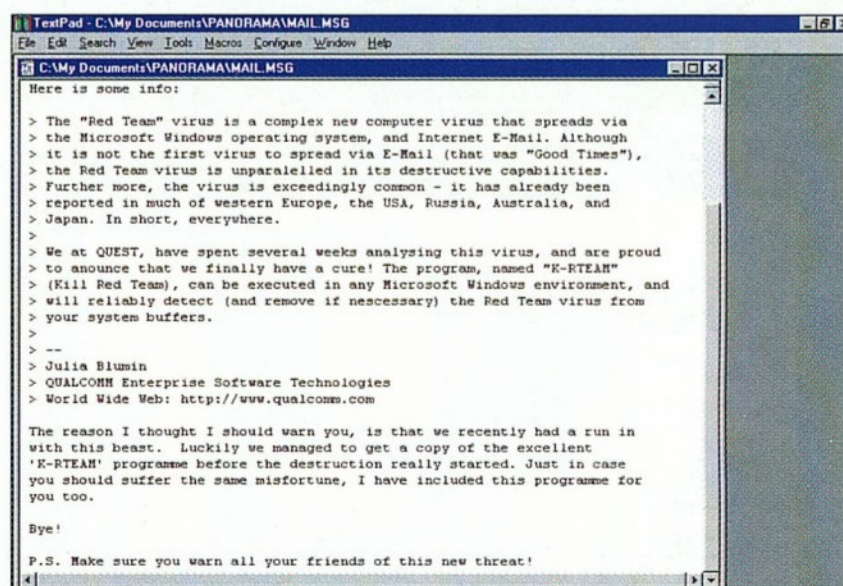 TextPad - C:\My Documents\PANORAMA\MAIL.MSG
File Edit Search View Tools Macros Configure Window Help
C:\My Documents\PANORAMA\MAIL.MSG
Here is some info:
> The "Red Team" virus is a complex new computer virus that spreads via
> the Microsoft Windows operating system, and Internet E-Mail. Although
> it is not the first virus to spread via E-Mail (that was "Good Times"),
> the Red Team virus is unparalelled in its destructive capabilities.
> Further more, the virus is exceedingly common - it has already been
> reported in much of western Europe, the USA, Russia, Australia, and
> Japan. In short, everywhere.
>
> We at QUEST, have spent several weeks analysing this virus, and are proud
> to anounce that we finally have a cure! The program, named "K-RTEAM"
> (Kill Red Team), can be executed in any Microsoft Windows environment, and
> will reliably detect (and remove if nescessary) the Red Team virus from
> your system buffers.
>
> --
> Julia Blumin
> QUALCOMM Enterprise Software Technologies
> World Wide Web: http://www.qualcomm.com
The reason I thought I should warn you, is that we recently had a run in
with this beast. Luckily we managed to get a copy of the excellent
'K-RTEAM' programme before the destruction really started. Just in case
you should suffer the same misfortune, I have included this programme for
you too.
Bye!
P.S. Make sure you warn all your friends of this new threat!